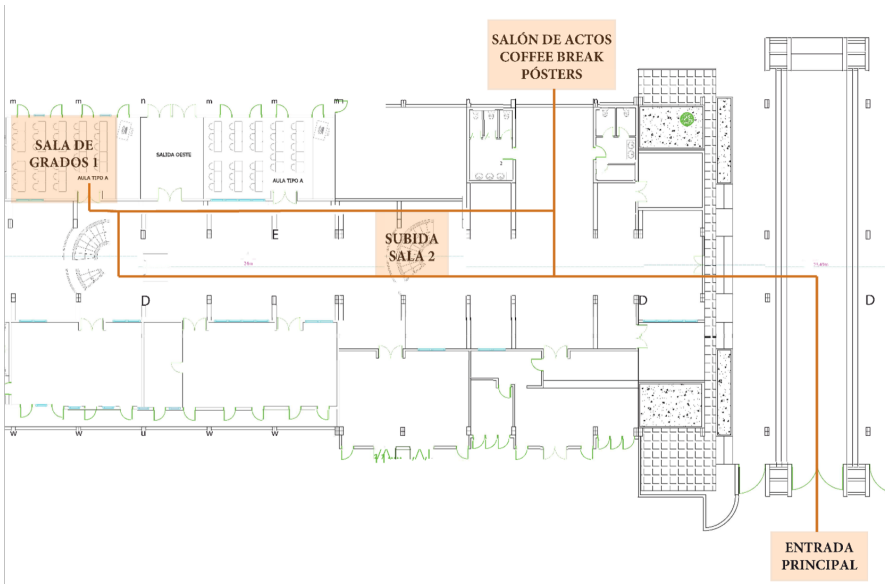 SALÓN DE ACTOS
COFFEE BREAK
PÓSTERS
m m n m m m n
SALA DE
GRADOS 1
AULA TIPO A
SALIDA OESTE
AULA TIPO A
2
E
SUBIDA
SALA 2
D D D
w w u w w
ENTRADA
PRINCIPAL